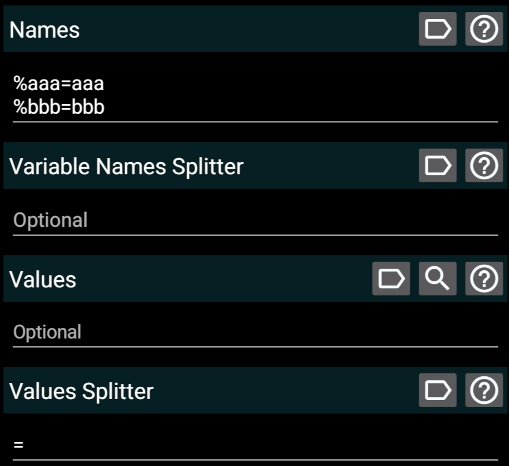 Names
%aaa=aaa
%bbb=bbb
Variable Names Splitter
Optional
Values
Optional
Values Splitter
=